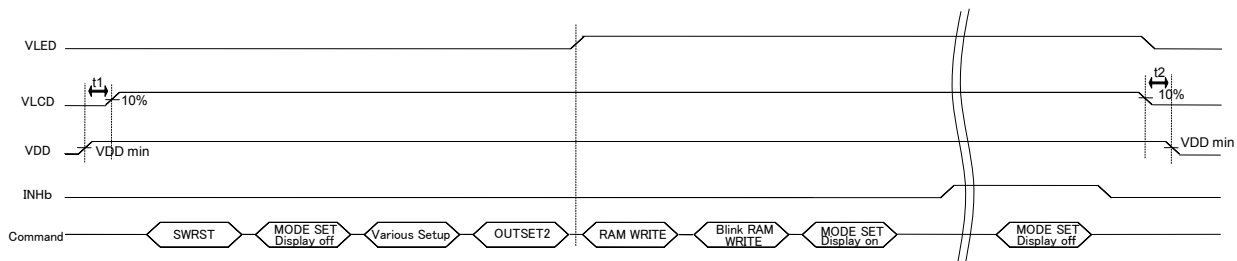 VLED
t1
t2
VLCD
10%
10%
VDD
VDD min
VDD min
INHb
Command
SWRST
MODE SET
Display off
Various Setup
OUTSET2
RAM WRITE
Blink RAM
WRITE
MODE SET
Display on
MODE SET
Display off